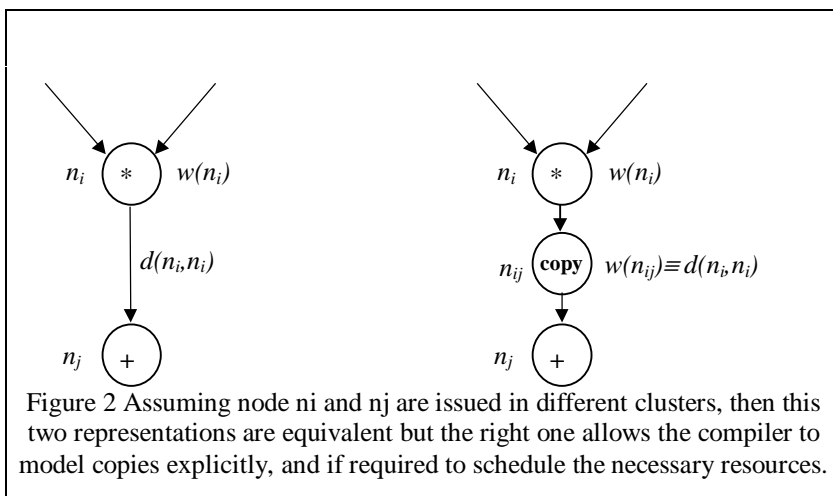 n_i * w(n_i)
n_i * w(n_i)
d(n_i,n_i)
n_ij copy w(n_ij)≡d(n_i,n_i)
n_j +
n_j +
Figure 2 Assuming node ni and nj are issued in different clusters, then this
two representations are equivalent but the right one allows the compiler to
model copies explicitly, and if required to schedule the necessary resources.